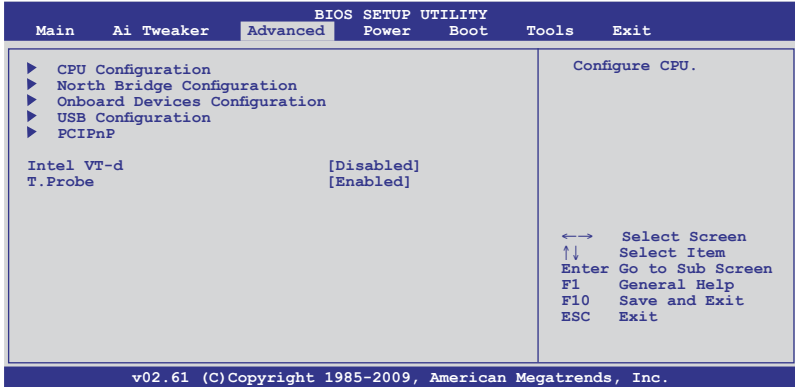 BIOS SETUP UTILITY
Main Ai Tweaker Advanced Power Boot Tools Exit
CPU Configuration
North Bridge Configuration
Onboard Devices Configuration
USB Configuration
PCIPnP
Intel VT-d [Disabled]
T.Probe [Enabled]
Configure CPU.
←→ Select Screen
↑↓ Select Item
Enter Go to Sub Screen
F1 General Help
F10 Save and Exit
ESC Exit
v02.61 (C)Copyright 1985-2009, American Megatrends, Inc.